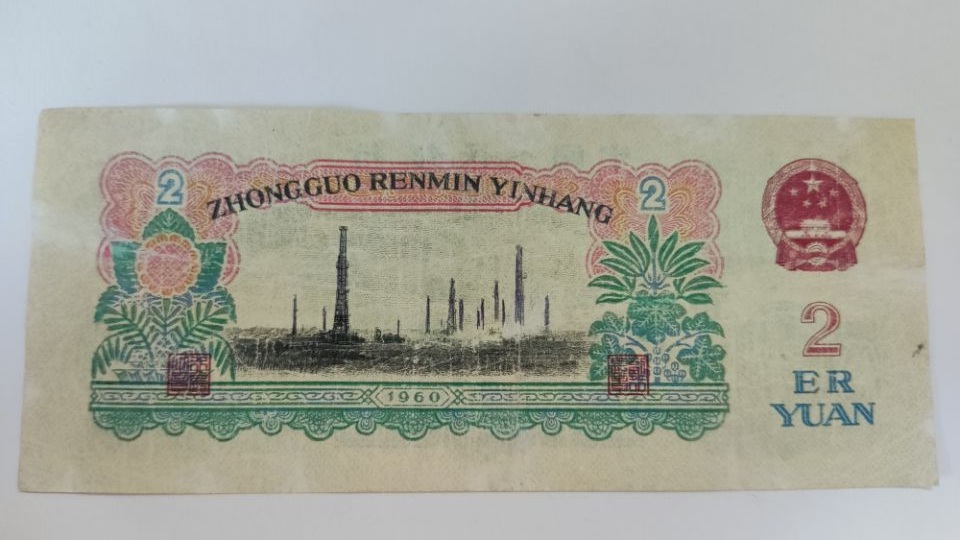 2
ZHONGGUO RENMIN YINHANG
2
1960
2
ER
YUAN